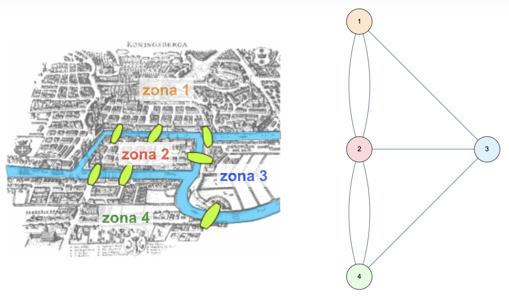 KONINGSBERGA
zona 1
zona 2
zona 3
zona 4
1
2
3
4